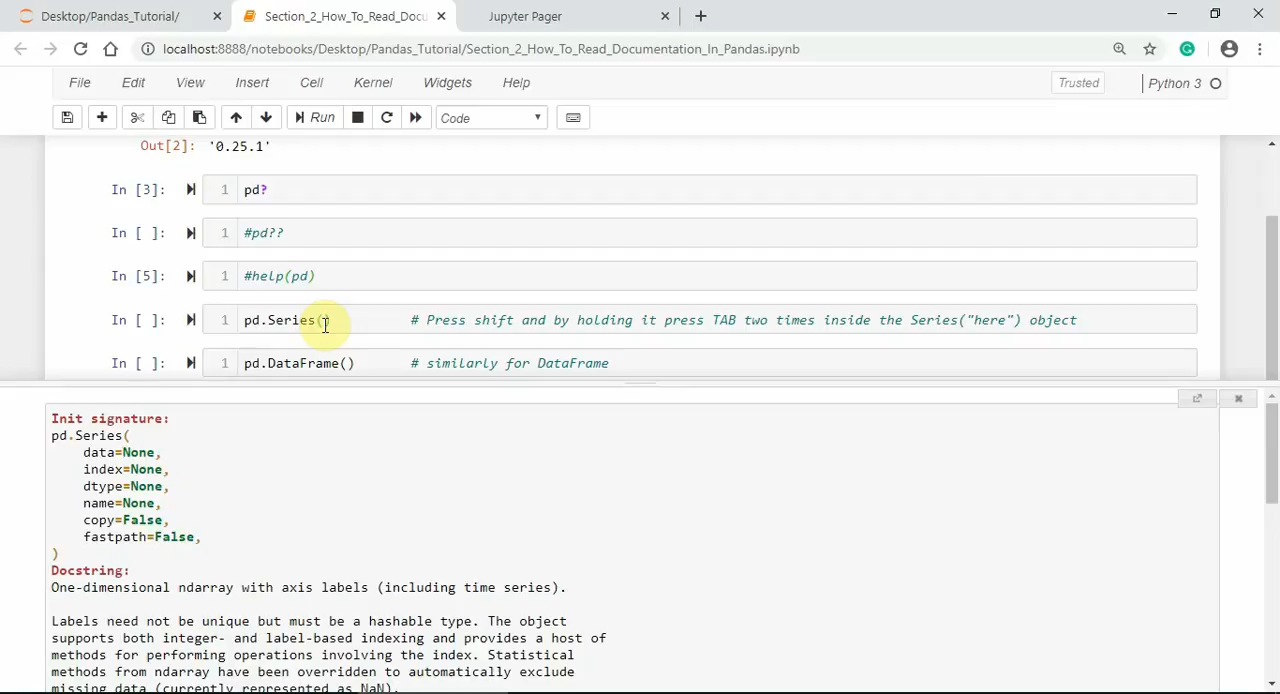 Desktop/Pandas_Tutorial/
Section_2_How_To_Read_Docu
Jupyter Pager
localhost:8888/notebooks/Desktop/Pandas_Tutorial/Section_2_How_To_Read_Documentation_In_Pandas.ipynb
File Edit View Insert Cell Kernel Widgets Help Trusted Python 3
Run Code
Out[2]: '0.25.1'
In [3]: 1 pd?
In [ ]: 1 #pd??
In [5]: 1 #help(pd)
In [ ]: 1 pd.Series() # Press shift and by holding it press TAB two times inside the Series("here") object
In [ ]: 1 pd.DataFrame() # similarly for DataFrame
Init signature:
pd.Series(
data=None,
index=None,
dtype=None,
name=None,
copy=False,
fastpath=False,
)
Docstring:
One-dimensional ndarray with axis labels (including time series).
Labels need not be unique but must be a hashable type. The object
supports both integer- and label-based indexing and provides a host of
methods for performing operations involving the index. Statistical
methods from ndarray have been overridden to automatically exclude
missing data (currently represented as NaN).